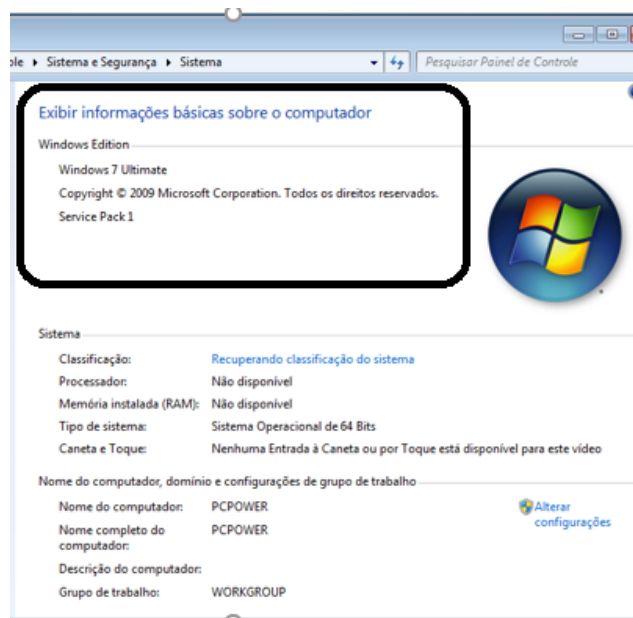 ole ▸ Sistema e Segurança ▸ Sistema
Pesquisar Painel de Controle
Exibir informações básicas sobre o computador
Windows Edition
Windows 7 Ultimate
Copyright © 2009 Microsoft Corporation. Todos os direitos reservados.
Service Pack 1
Sistema
Classificação: Recuperando classificação do sistema
Processador: Não disponível
Memória instalada (RAM): Não disponível
Tipo de sistema: Sistema Operacional de 64 Bits
Caneta e Toque: Nenhuma Entrada à Caneta ou por Toque está disponível para este vídeo
Nome do computador, domínio e configurações de grupo de trabalho
Nome do computador: PCPOWER
Alterar configurações
Nome completo do computador: PCPOWER
Descrição do computador:
Grupo de trabalho: WORKGROUP